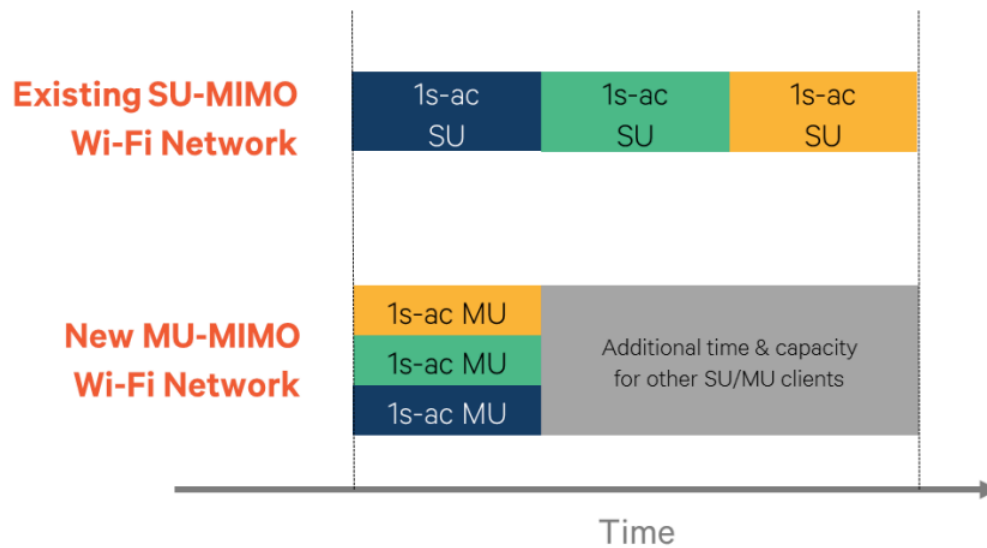 Existing SU-MIMO
Wi-Fi Network
1s-ac
SU
1s-ac
SU
1s-ac
SU
New MU-MIMO
Wi-Fi Network
1s-ac MU
1s-ac MU
1s-ac MU
Additional time & capacity
for other SU/MU clients
Time